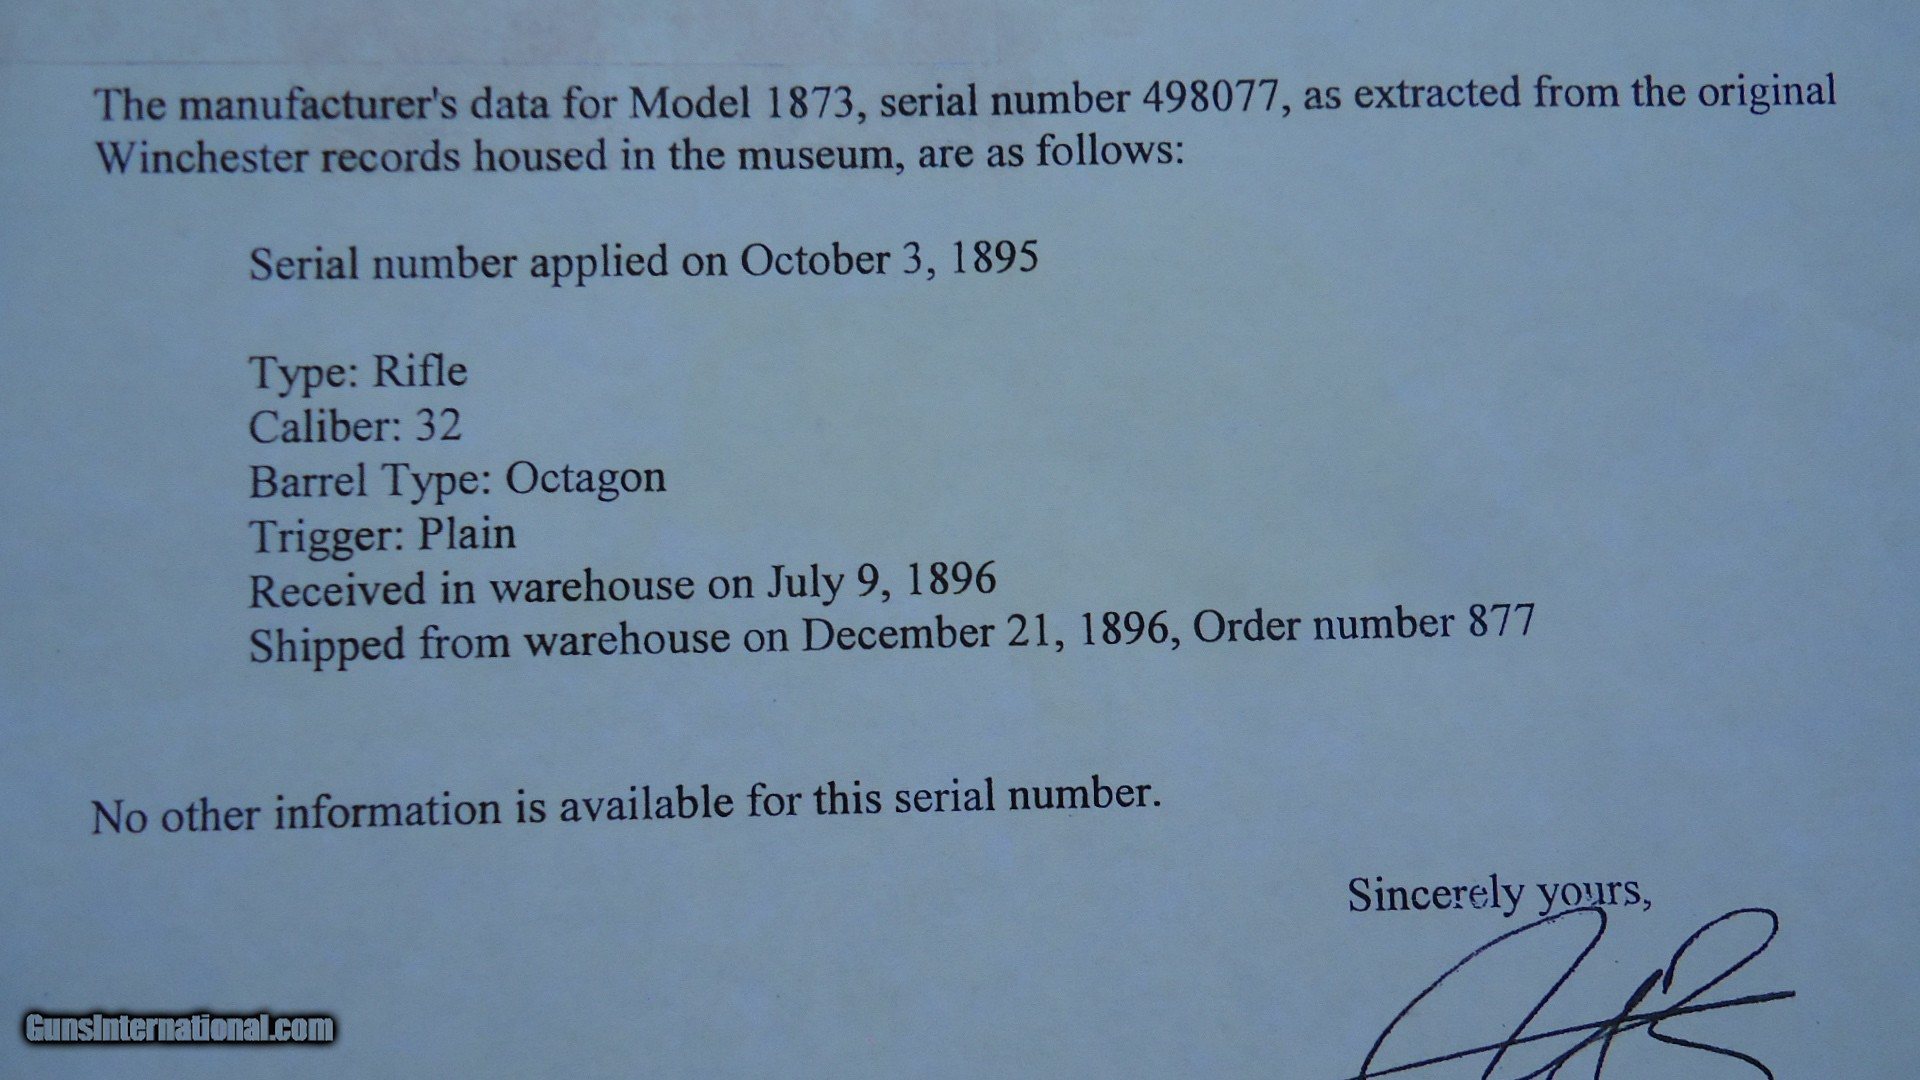 The manufacturer's data for Model 1873, serial number 498077, as extracted from the original
Winchester records housed in the museum, are as follows:
Serial number applied on October 3, 1895
Type: Rifle
Caliber: 32
Barrel Type: Octagon
Trigger: Plain
Received in warehouse on July 9, 1896
Shipped from warehouse on December 21, 1896, Order number 877
No other information is available for this serial number.
Sincerely yours,
GunsInternational.com